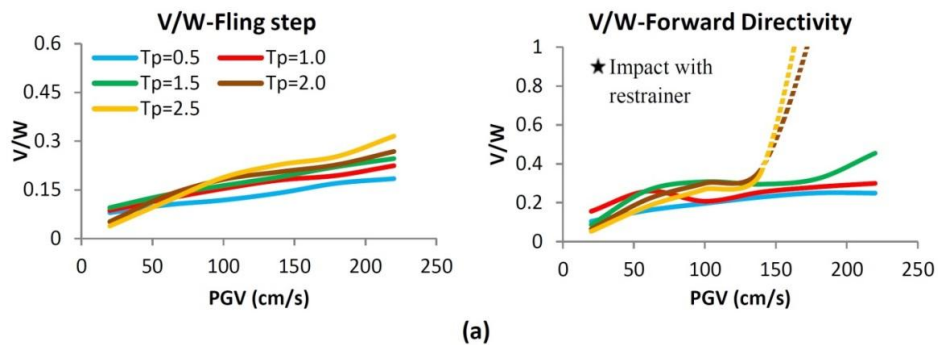 V/W-Fling step
0.6
0.45
0.3
0.15
0
V/W
Tp=0.5
Tp=1.0
Tp=1.5
Tp=2.0
Tp=2.5
0 50 100 150 200 250
PGV (cm/s)
V/W-Forward Directivity
1
0.8
0.6
0.4
0.2
0
V/W
★ Impact with
restrainer
0 50 100 150 200 250
PGV (cm/s)
(a)